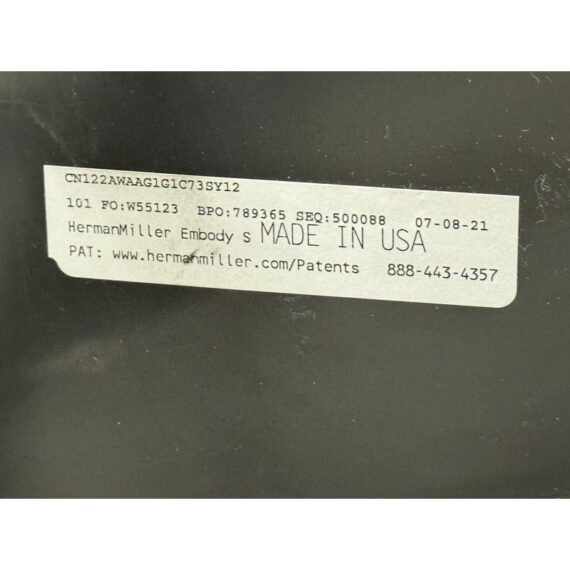 CN122AWAAG1G1C73SY12
101 FO:W55123 BPO:789365 SEQ:500088 07-08-21
HermanMiller Embody S MADE IN USA
PAT: www.hermanmiller.com/Patents 888-443-4357